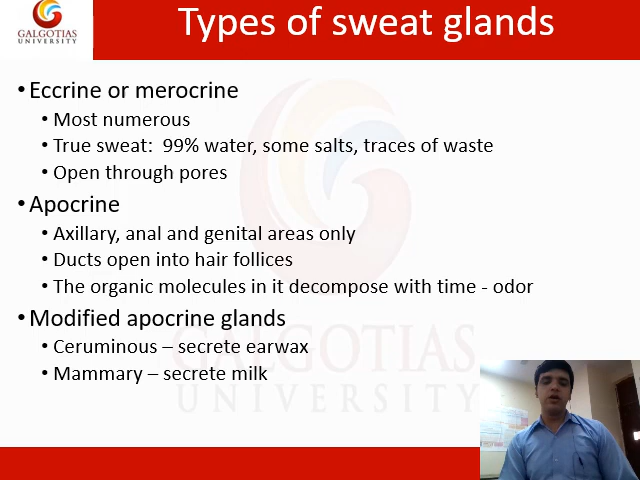 GALGOTIAS
UNIVERSITY
Types of sweat glands
• Eccrine or merocrine
• Most numerous
• True sweat: 99% water, some salts, traces of waste
• Open through pores
• Apocrine
• Axillary, anal and genital areas only
• Ducts open into hair follices
• The organic molecules in it decompose with time - odor
• Modified apocrine glands
• Ceruminous – secrete earwax
• Mammary – secrete milk
GALGOTIAS
UNIVERSITY